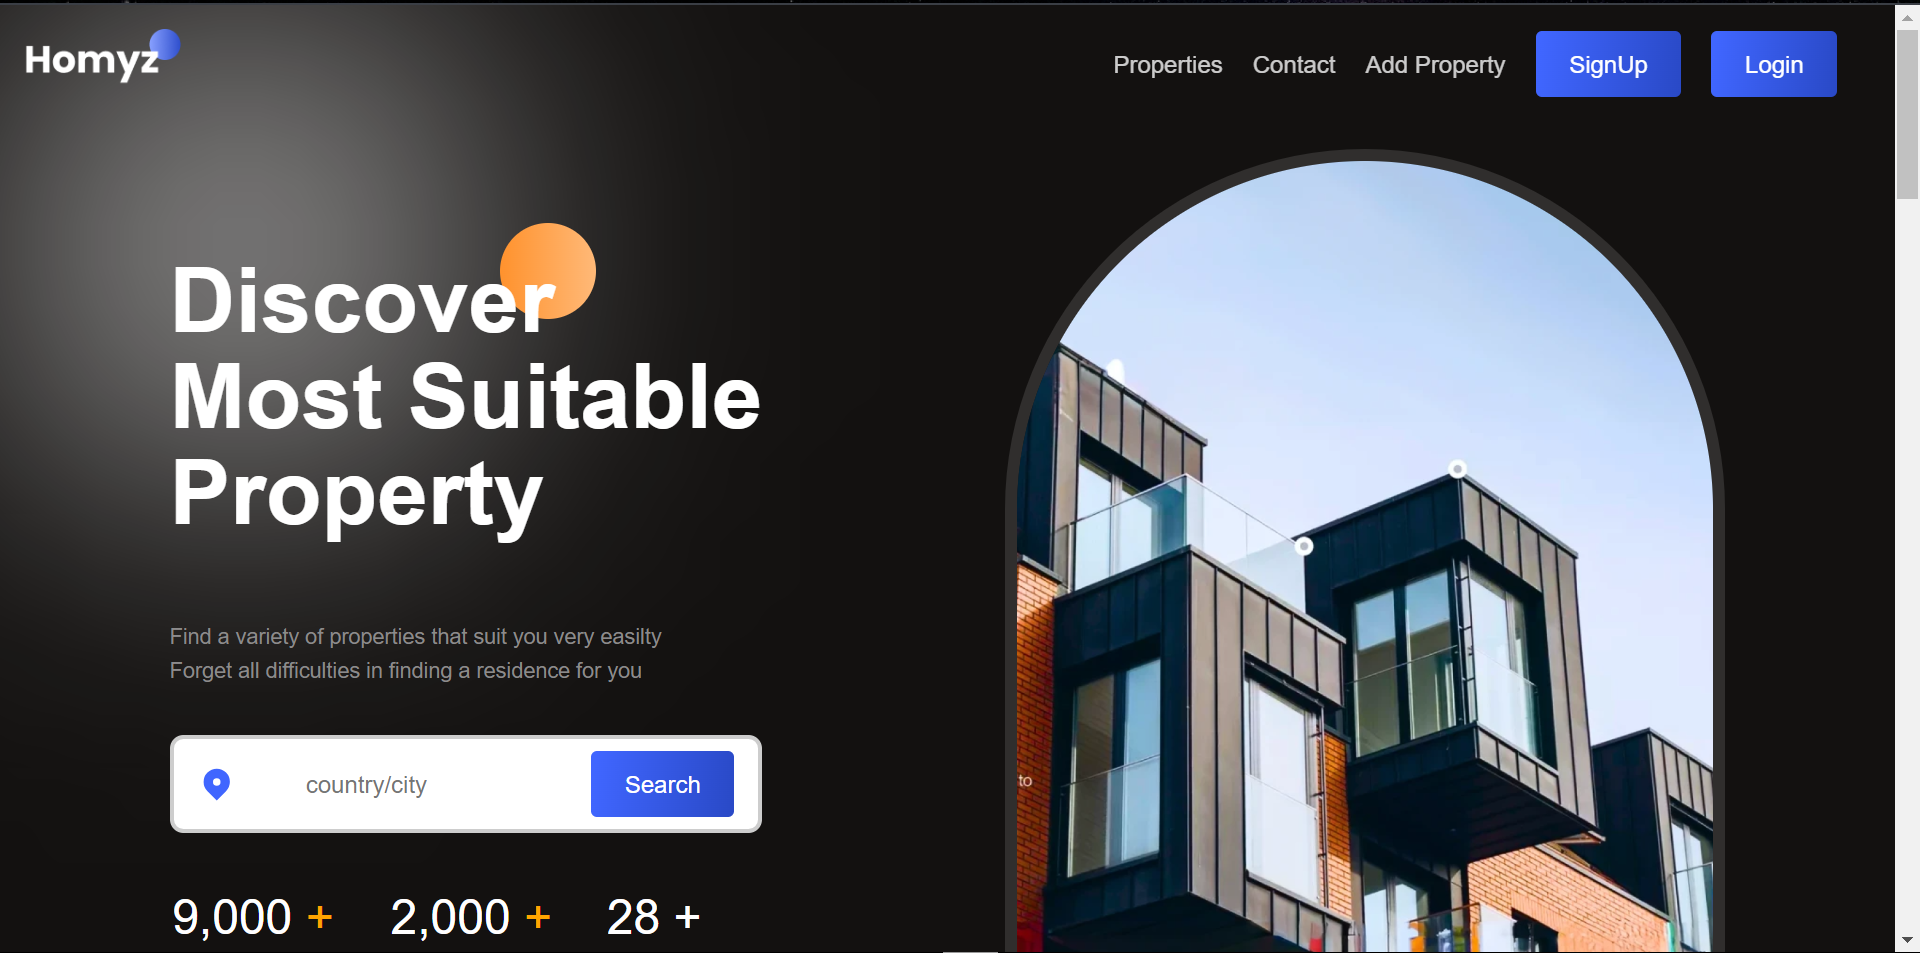 Homyz
Properties Contact Add Property SignUp Login
Discover
Most Suitable
Property
Find a variety of properties that suit you very easilty
Forget all difficulties in finding a residence for you
country/city Search
to
9,000 + 2,000 + 28 +